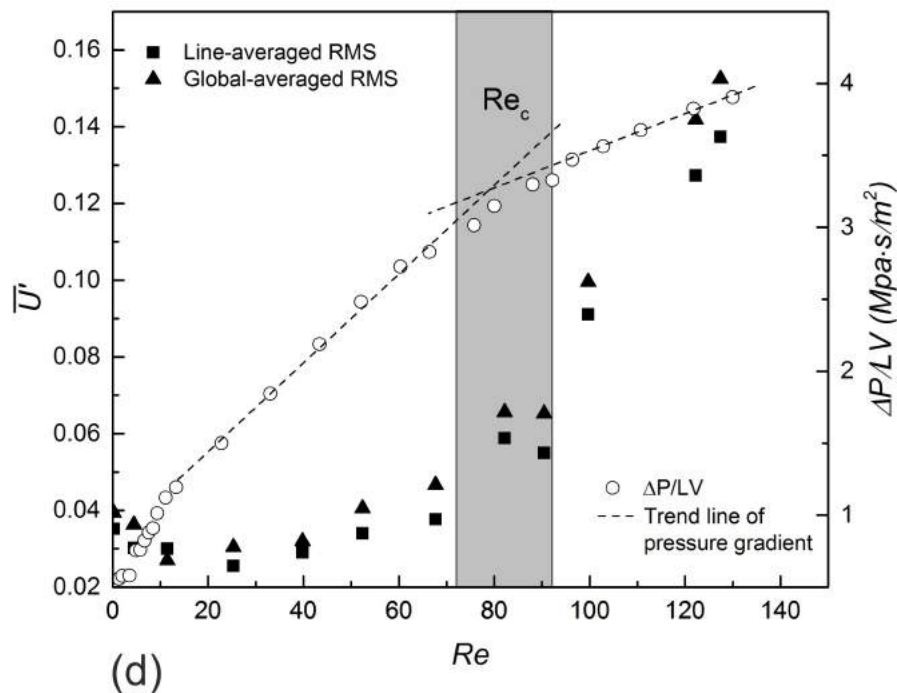 0.16
0.14
0.12
0.10
0.08
0.06
0.04
0.02
U̅'
Line-averaged RMS
Global-averaged RMS
Re_c
4
3
2
1
ΔP/LV (Mpa·s/m²)
ΔP/LV
Trend line of
pressure gradient
0 20 40 60 80 100 120 140
Re
(d)